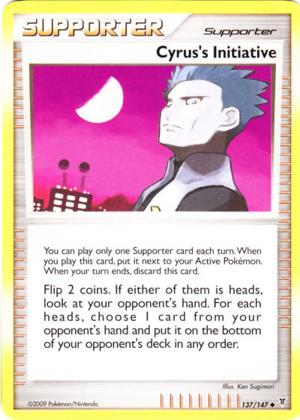 SUPPORTER
Supporter
Cyrus's Initiative
You can play only one Supporter card each turn. When
you play this card, put it next to your Active Pokémon.
When your turn ends, discard this card.
Flip 2 coins. If either of them is heads,
look at your opponent's hand. For each
heads, choose 1 card from your
opponent's hand and put it on the bottom
of your opponent's deck in any order.
Illus. Ken Sugimori
©2009 Pokémon/Nintendo
137/147